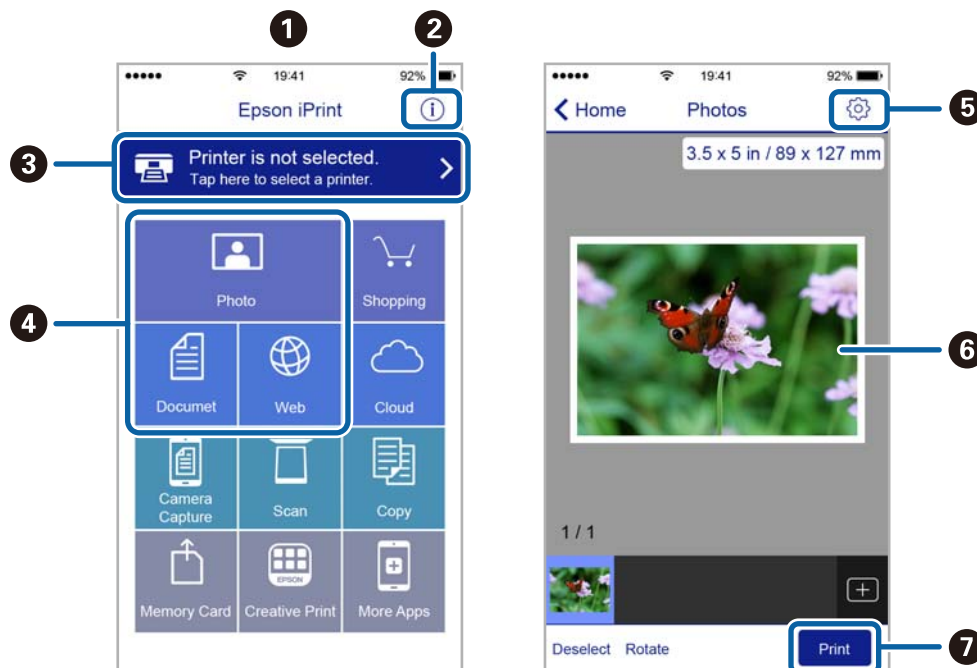 1
2
19:41
92%
Epson iPrint
3
Printer is not selected.
Tap here to select a printer.
4
Photo
Shopping
Documet
Web
Cloud
Camera
Capture
Scan
Copy
EPSON
Memory Card
Creative Print
More Apps
19:41
92%
Home
Photos
5
3.5 x 5 in / 89 x 127 mm
6
1 / 1
Deselect
Rotate
Print
7